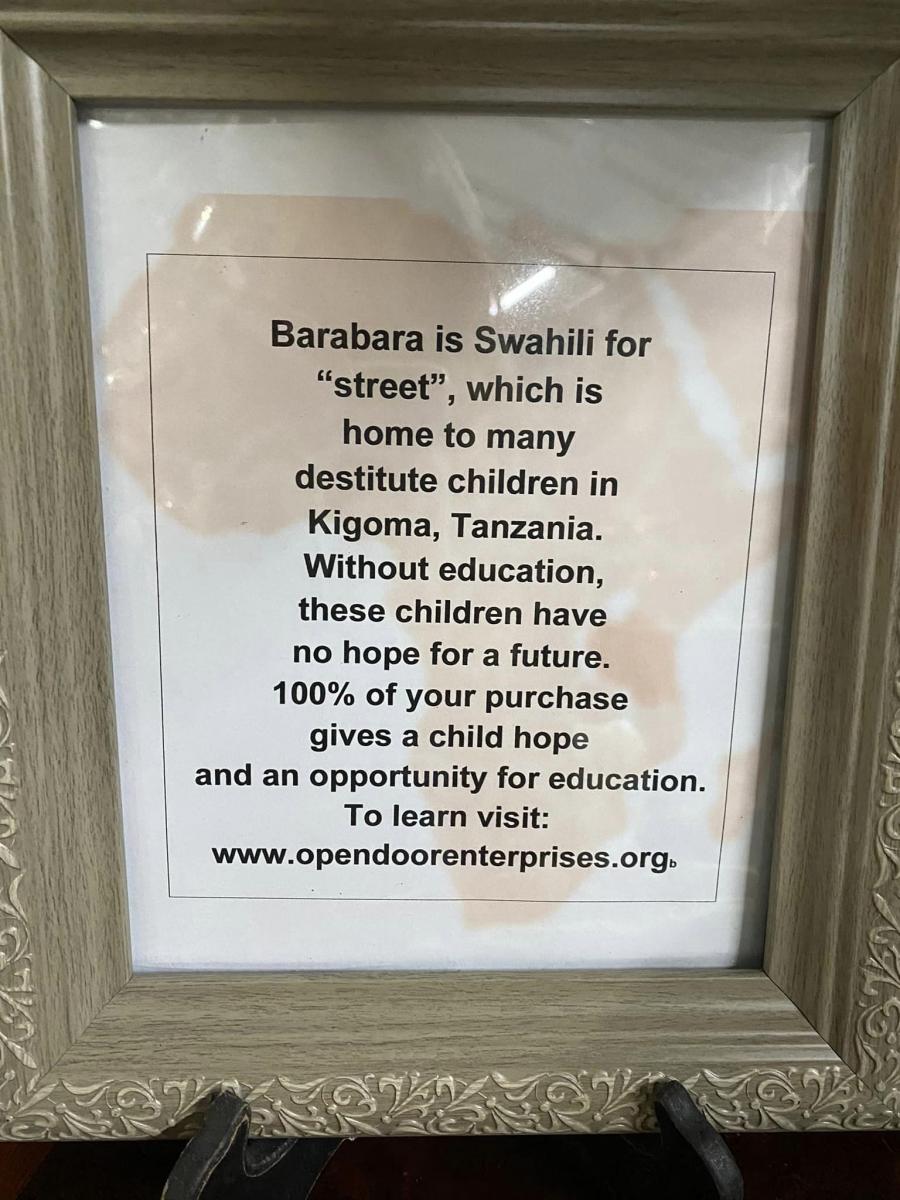 Barabara is Swahili for
“street”, which is
home to many
destitute children in
Kigoma, Tanzania.
Without education,
these children have
no hope for a future.
100% of your purchase
gives a child hope
and an opportunity for education.
To learn visit:
www.opendoorenterprises.orgb